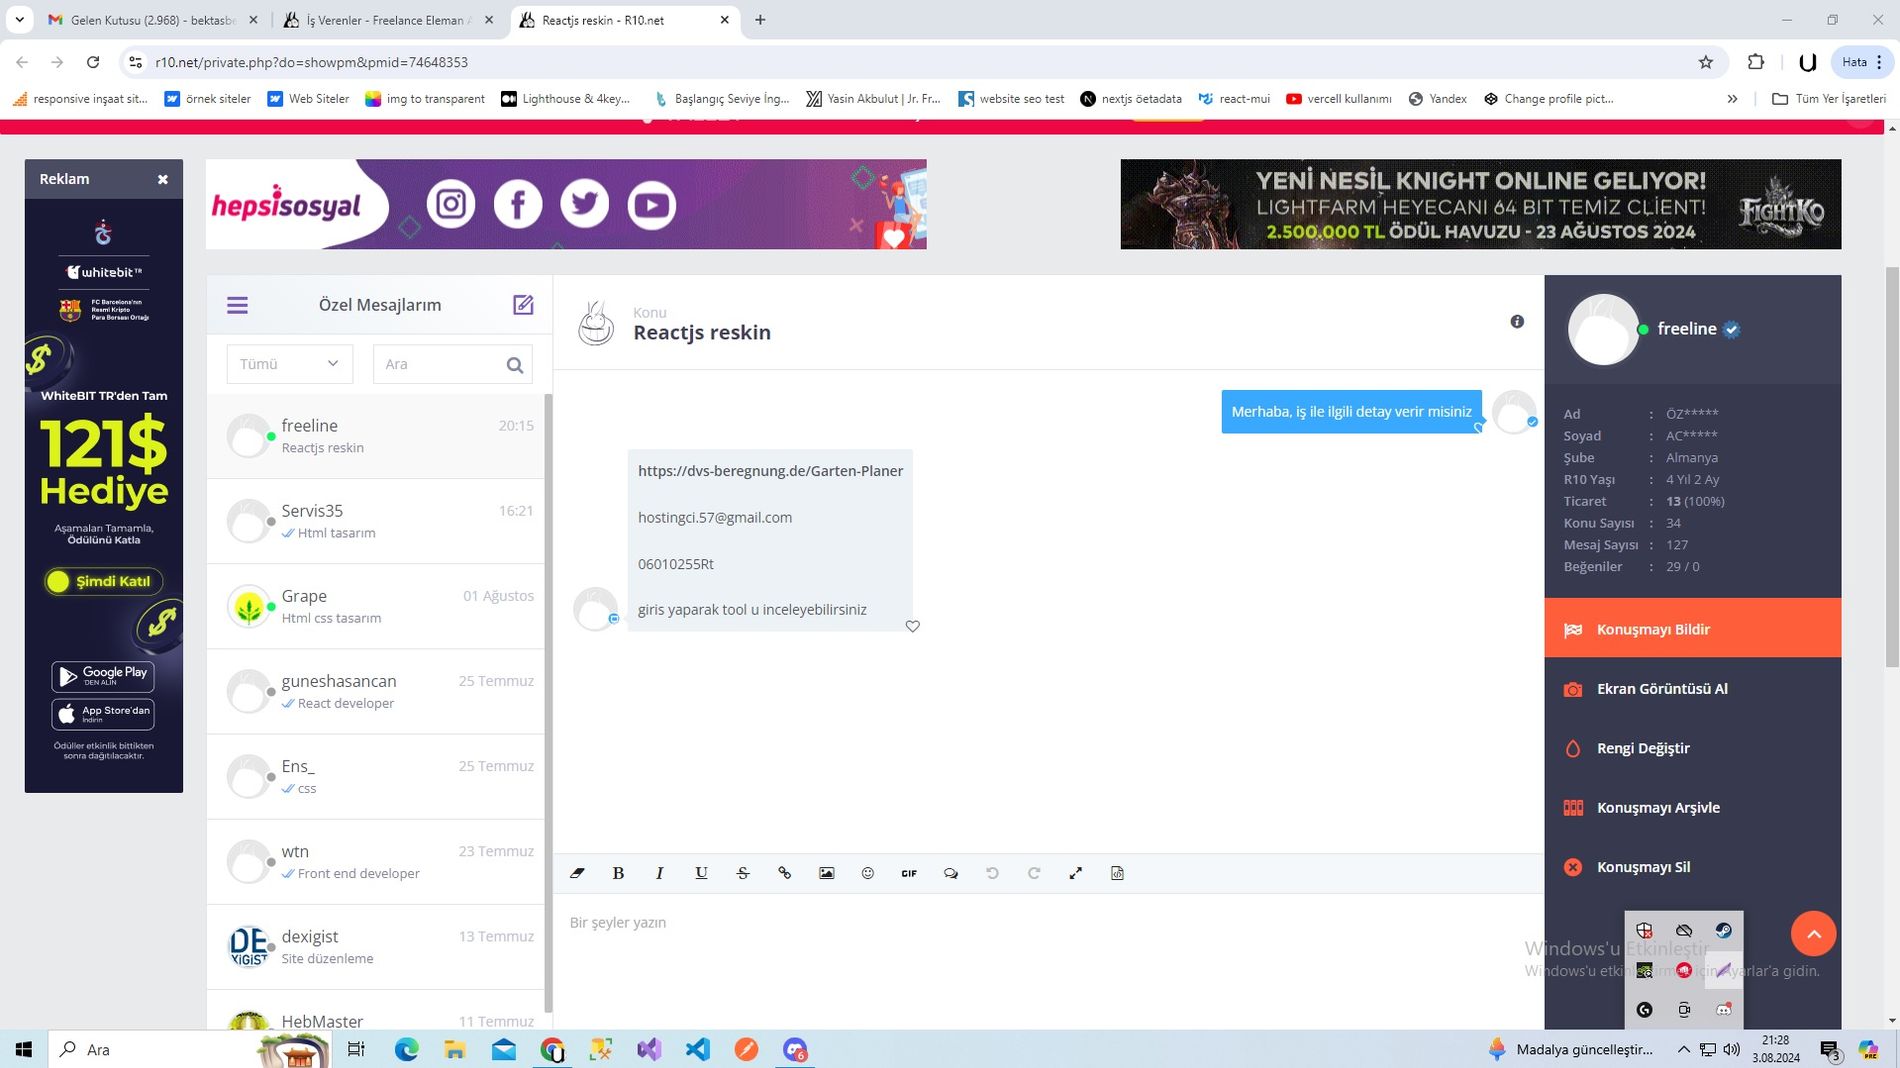 Gelen Kutusu (2.968) - bektasbe
İş Verenler - Freelance Eleman A
Reactjs reskin - R10.net
r10.net/private.php?do=showpm&pmid=74648353
Hata
responsive inşaat sit...
örnek siteler
Web Siteler
img to transparent
Lighthouse & 4key...
Başlangıç Seviye İng...
Yasin Akbulut | Jr. Fr...
website seo test
nextjs öetadata
react-mui
vercell kullanımı
Yandex
Change profile pict...
Tüm Yer İşaretleri
Reklam
whitebit TR
FC Barcelona'nın
Resmi Kripto
Para Borsası Ortağı
WhiteBIT TR'den Tam
121$
Hediye
Aşamaları Tamamla,
Ödülünü Katla
Şimdi Katıl
Google Play
'DEN ALIN
App Store'dan
İndirin
Ödüller etkinlik bittikten
sonra dağıtılacaktır.
hepsisosyal
YENİ NESİL KNIGHT ONLINE GELİYOR!
LIGHTFARM HEYECANI 64 BIT TEMİZ CLIENT!
2.500.000 TL ÖDÜL HAVUZU - 23 AĞUSTOS 2024
FIGHTKO
Özel Mesajlarım
Tümü
Ara
freeline
20:15
Reactjs reskin
Servis35
16:21
Html tasarım
Grape
01 Ağustos
Html css tasarım
guneshasancan
25 Temmuz
React developer
Ens_
25 Temmuz
css
wtn
23 Temmuz
Front end developer
DEXIGIST
dexigist
13 Temmuz
Site düzenleme
HebMaster
11 Temmuz
Konu
Reactjs reskin
Merhaba, iş ile ilgili detay verir misiniz
https://dvs-beregnung.de/Garten-Planer
hostingci.57@gmail.com
06010255Rt
giris yaparak tool u inceleyebilirsiniz
B I U S GIF
Bir şeyler yazın
freeline
Ad : ÖZ*****
Soyad : AC*****
Şube : Almanya
R10 Yaşı : 4 Yıl 2 Ay
Ticaret : 13 (100%)
Konu Sayısı : 34
Mesaj Sayısı : 127
Beğeniler : 29 / 0
Konuşmayı Bildir
Ekran Görüntüsü Al
Rengi Değiştir
Konuşmayı Arşivle
Konuşmayı Sil
Windows'u Etkinleştir
Windows'u etkinleştirmek için Ayarlar'a gidin.
Ara
6
Madalya güncelleştir...
21:28
3.08.2024
3
PRE